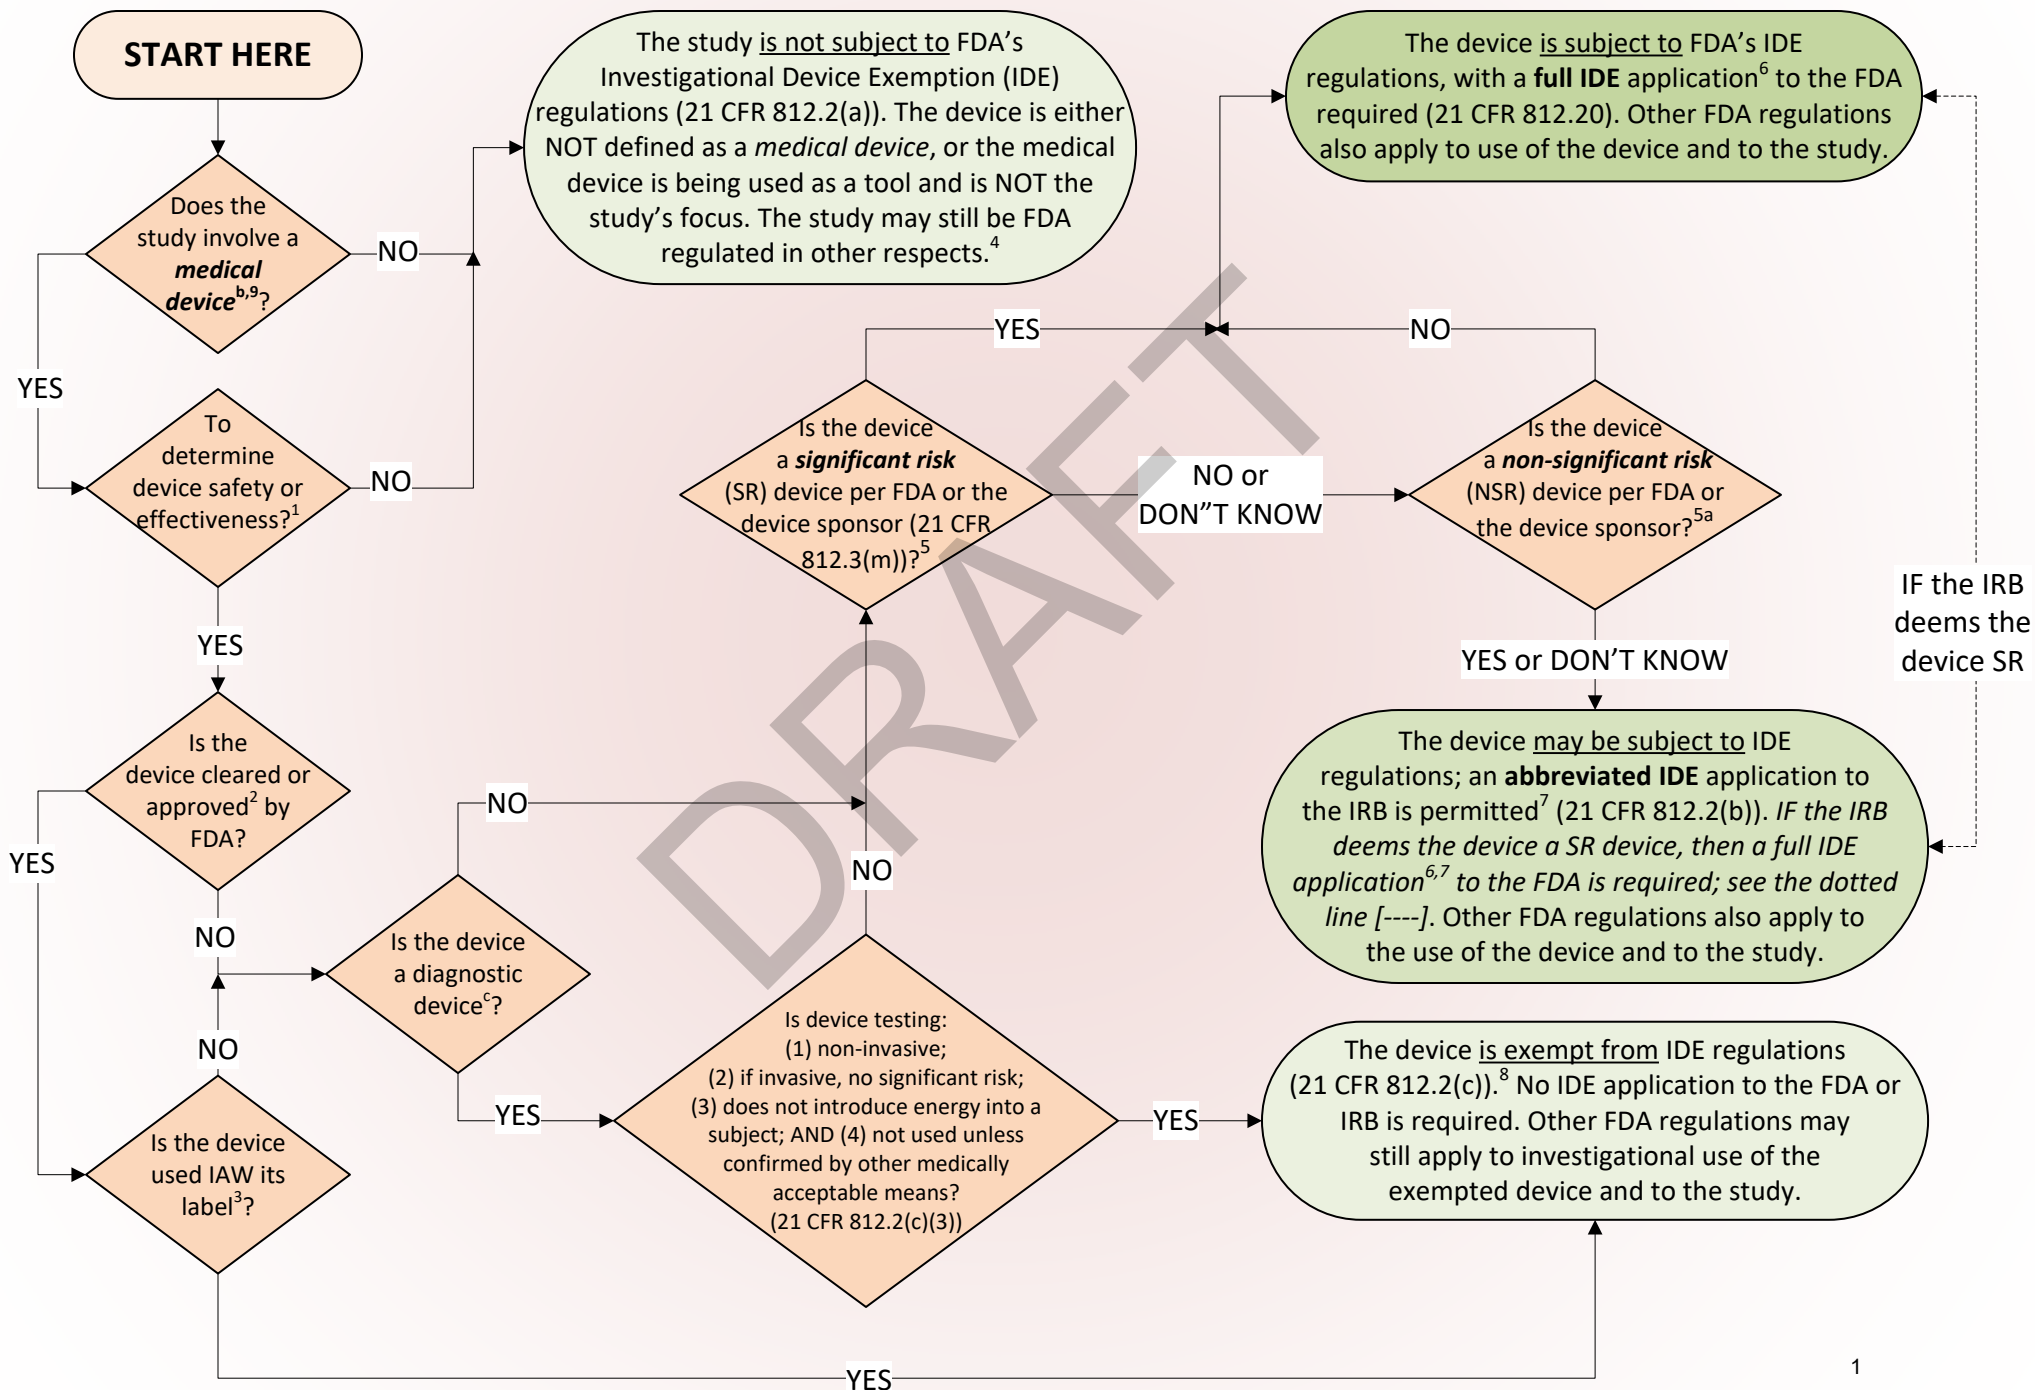 START HERE
The study is not subject to FDA's
Investigational Device Exemption (IDE)
regulations (21 CFR 812.2(a)). The device is either
NOT defined as a medical device, or the medical
device is being used as a tool and is NOT the
study's focus. The study may still be FDA
regulated in other respects.4
The device is subject to FDA's IDE
regulations, with a full IDE application6 to the FDA
required (21 CFR 812.20). Other FDA regulations
also apply to use of the device and to the study.
Does the
study involve a
medical
deviceb,9?
NO
YES
To
determine
device safety or
effectiveness?1
NO
YES
Is the
device cleared or
approved2 by
FDA?
YES
NO
NO
Is the device
used IAW its
label3?
YES
Is the device
a diagnostic
devicec?
NO
YES
Is device testing:
(1) non-invasive;
(2) if invasive, no significant risk;
(3) does not introduce energy into a
subject; AND (4) not used unless
confirmed by other medically
acceptable means?
(21 CFR 812.2(c)(3))
NO
YES
Is the device
a significant risk
(SR) device per FDA or the
device sponsor (21 CFR
812.3(m))?5
YES
NO or
DON"T KNOW
Is the device
a non-significant risk
(NSR) device per FDA or
the device sponsor?5a
NO
YES or DON'T KNOW
IF the IRB
deems the
device SR
The device may be subject to IDE
regulations; an abbreviated IDE application to
the IRB is permitted7 (21 CFR 812.2(b)). IF the IRB
deems the device a SR device, then a full IDE
application6,7 to the FDA is required; see the dotted
line [----]. Other FDA regulations also apply to
the use of the device and to the study.
The device is exempt from IDE regulations
(21 CFR 812.2(c)).8 No IDE application to the FDA or
IRB is required. Other FDA regulations may
still apply to investigational use of the
exempted device and to the study.
DRAFT
1